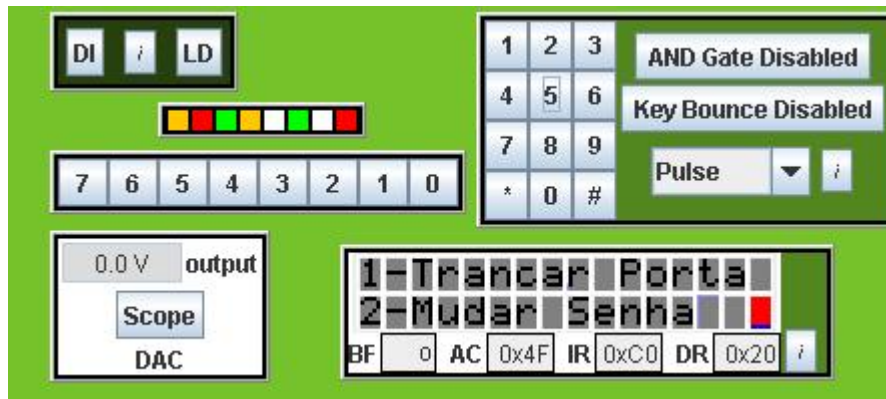 DI i LD
7 6 5 4 3 2 1 0
1 2 3
4 5 6
7 8 9
* 0 #
AND Gate Disabled
Key Bounce Disabled
Pulse i
0.0 V output
Scope
DAC
1-Trancar Porta
2-Mudar Senha
BF 0 AC 0x4F IR 0xC0 DR 0x20 i